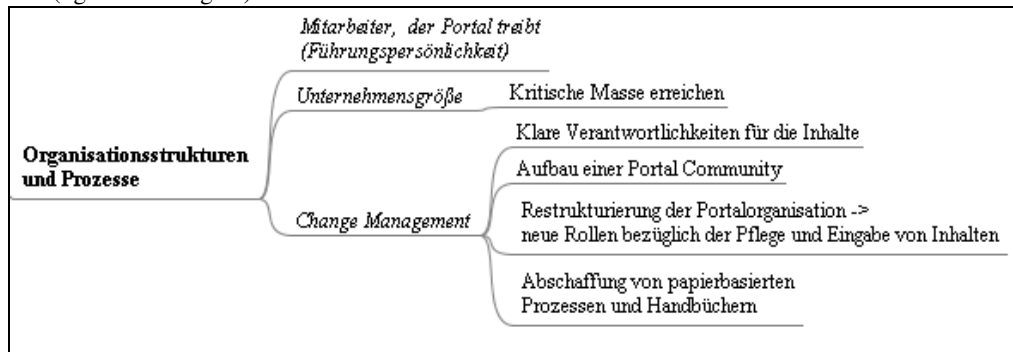 Mitarbeiter, der Portal treibt
(Führungspersönlichkeit)
Unternehmensgröße
Kritische Masse erreichen
Organisationsstrukturen
und Prozesse
Change Management
Klare Verantwortlichkeiten für die Inhalte
Aufbau einer Portal Community
Restrukturierung der Portalorganisation ->
neue Rollen bezüglich der Pflege und Eingabe von Inhalten
Abschaffung von papierbasierten
Prozessen und Handbüchern